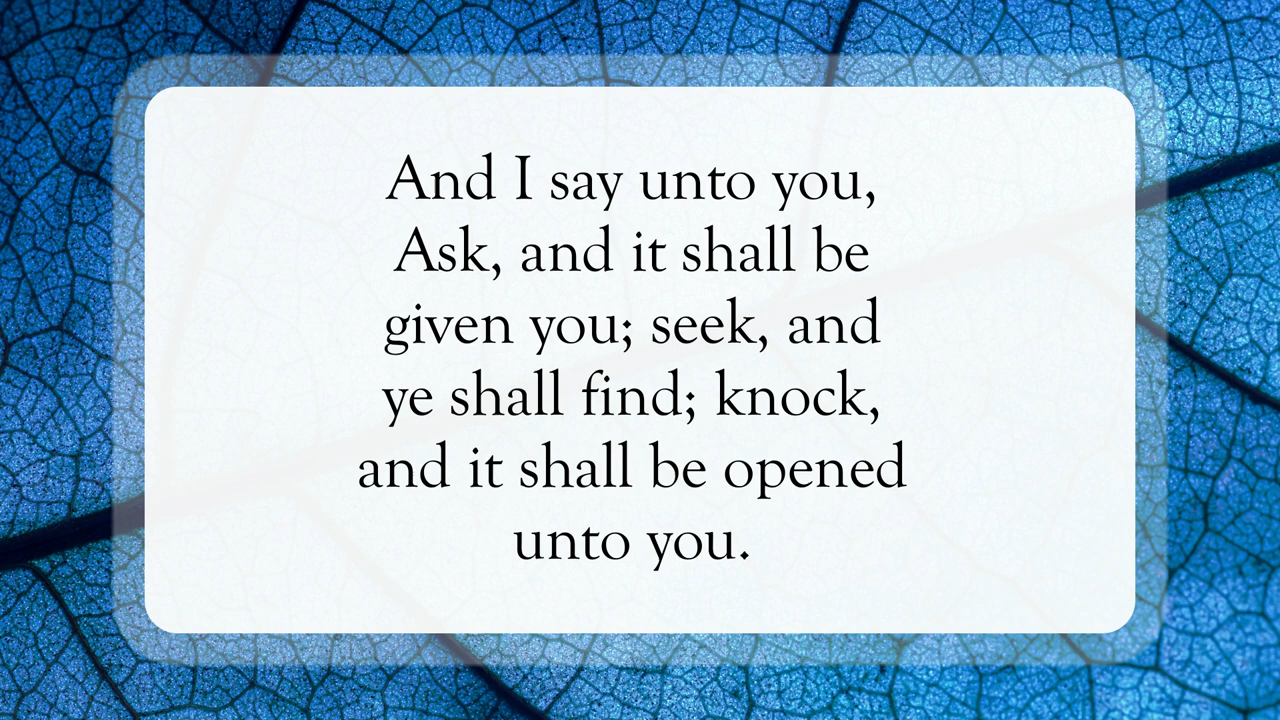 And I say unto you,
Ask, and it shall be
given you; seek, and
ye shall find; knock,
and it shall be opened
unto you.